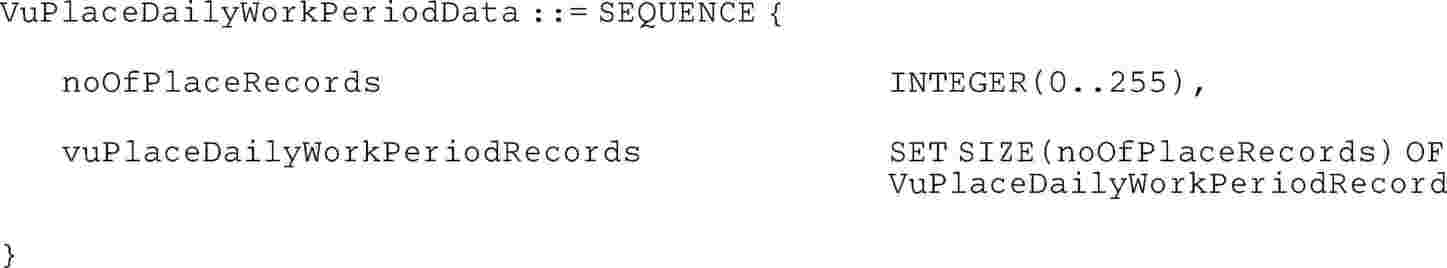 VuPlaceDailyWorkPeriodData ::= SEQUENCE {
noOfPlaceRecords INTEGER(0..255),
vuPlaceDailyWorkPeriodRecords SET SIZE(noOfPlaceRecords) OF
VuPlaceDailyWorkPeriodRecord
}